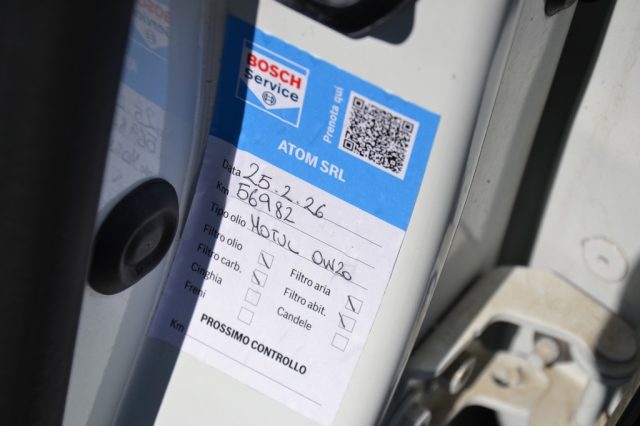 BOSCH
Service
Prenota qui
ATOM SRL
Data 25.2.26
Km 56982
Tipo olio MOTUL 0W20
Filtro olio
Filtro aria
Filtro carb.
Filtro abit.
Cinghia
Candele
Freni
PROSSIMO CONTROLLO
Km